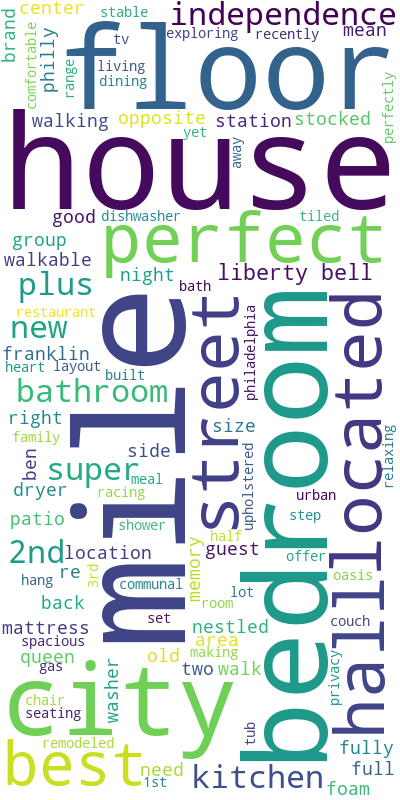 center
independence
brand
stable
tv
exploring
recently
mean
philly
comfortable
range
living
dining
floor
perfectly
walking
opposite
station
stocked
yet
away
house
good
dishwasher
tiled
group
perfect
walkable
night
liberty bell
plus
bath
restaurant
new
mile
street
bedroom
hall
located
philadelphia
franklin
heart
layout
built
bathroom
right
size
family
side
ben
super
meal
upholstered
relaxing
dryer
racing
urban
patio
shower
memory
half
guest
step
2nd
location
offer
oasis
3rd
re
room
hang
communal
lot
privacy
back
set
couch
mattress
nestled
spacious
area
making
queen
gas
old
two
walk
city
washer
chair
seating
tub
remodeled
best
need
fully
1st
kitchen
full
foam